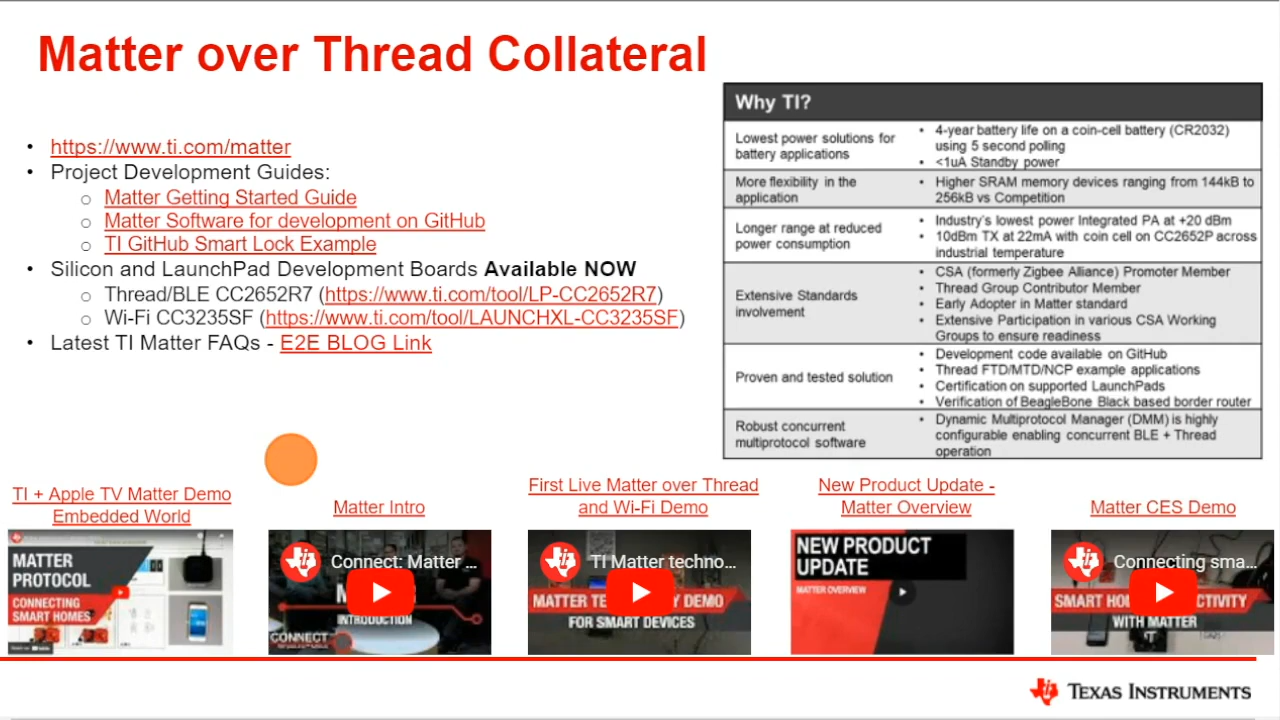 Matter over Thread Collateral
• https://www.ti.com/matter
• Project Development Guides:
o Matter Getting Started Guide
o Matter Software for development on GitHub
o TI GitHub Smart Lock Example
• Silicon and LaunchPad Development Boards Available NOW
o Thread/BLE CC2652R7 (https://www.ti.com/tool/LP-CC2652R7)
o Wi-Fi CC3235SF (https://www.ti.com/tool/LAUNCHXL-CC3235SF)
• Latest TI Matter FAQs - E2E BLOG Link
Why TI?
Lowest power solutions for
battery applications
• 4-year battery life on a coin-cell battery (CR2032)
using 5 second polling
• <1uA Standby power
More flexibility in the
application
• Higher SRAM memory devices ranging from 144kB to
256kB vs Competition
Longer range at reduced
power consumption
• Industry's lowest power Integrated PA at +20 dBm
• 10dBm TX at 22mA with coin cell on CC2652P across
industrial temperature
Extensive Standards
involvement
• CSA (formerly Zigbee Alliance) Promoter Member
• Thread Group Contributor Member
• Early Adopter in Matter standard
• Extensive Participation in various CSA Working
Groups to ensure readiness
Proven and tested solution
• Development code available on GitHub
• Thread FTD/MTD/NCP example applications
• Certification on supported LaunchPads
• Verification of BeagleBone Black based border router
Robust concurrent
multiprotocol software
• Dynamic Multiprotocol Manager (DMM) is highly
configurable enabling concurrent BLE + Thread
operation
TI + Apple TV Matter Demo
Embedded World
MATTER
PROTOCOL
CONNECTING
SMART HOMES
Matter Intro
Connect: Matter ...
INTRODUCTION
CONNECT
First Live Matter over Thread
and Wi-Fi Demo
TI Matter techno...
MATTER TE Y DEMO
FOR SMART DEVICES
New Product Update -
Matter Overview
NEW PRODUCT
UPDATE
MATTER OVERVIEW
Matter CES Demo
Connecting sma...
SMART HO CTIVITY
WITH MATTER
TEXAS INSTRUMENTS